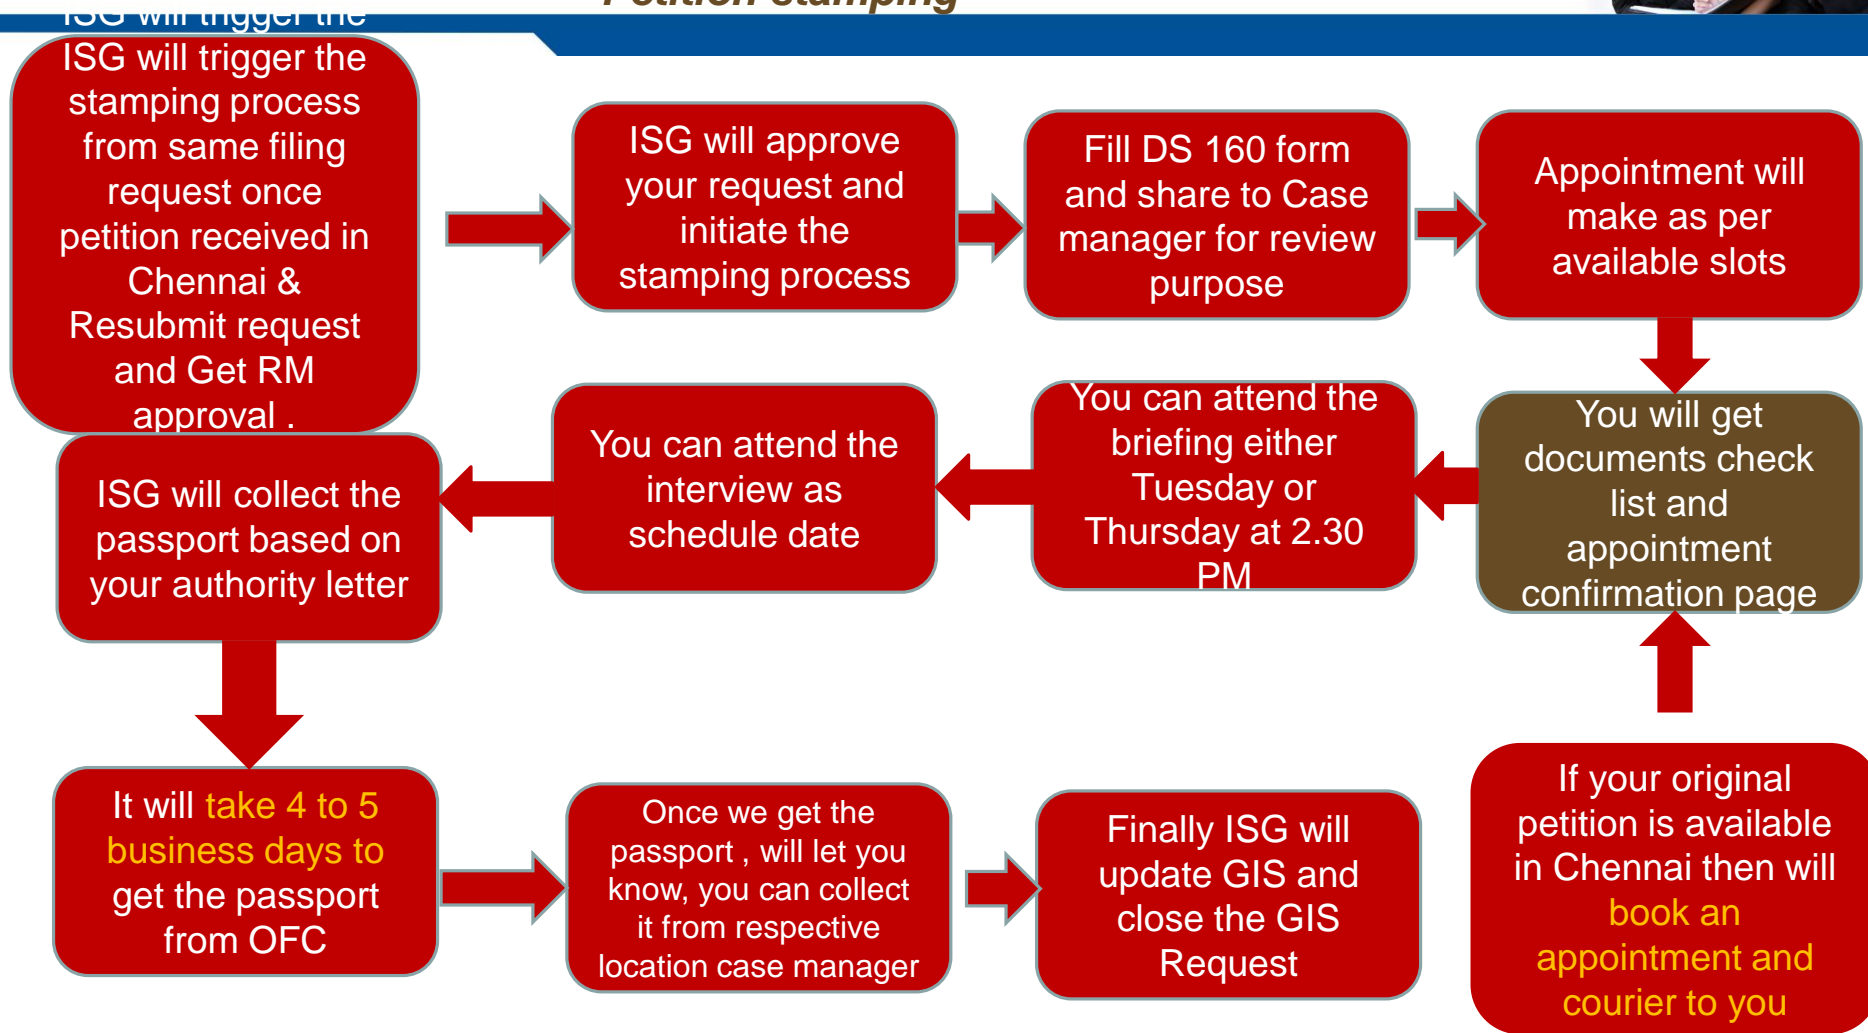 Petition stamping
ISG will trigger the
ISG will trigger the
stamping process
from same filing
request once
petition received in
Chennai &
Resubmit request
and Get RM
approval .
ISG will approve
your request and
initiate the
stamping process
Fill DS 160 form
and share to Case
manager for review
purpose
Appointment will
make as per
available slots
You will get
documents check
list and
appointment
confirmation page
You can attend the
briefing either
Tuesday or
Thursday at 2.30
PM
You can attend the
interview as
schedule date
ISG will collect the
passport based on
your authority letter
It will take 4 to 5
business days to
get the passport
from OFC
Once we get the
passport , will let you
know, you can collect
it from respective
location case manager
Finally ISG will
update GIS and
close the GIS
Request
If your original
petition is available
in Chennai then will
book an
appointment and
courier to you